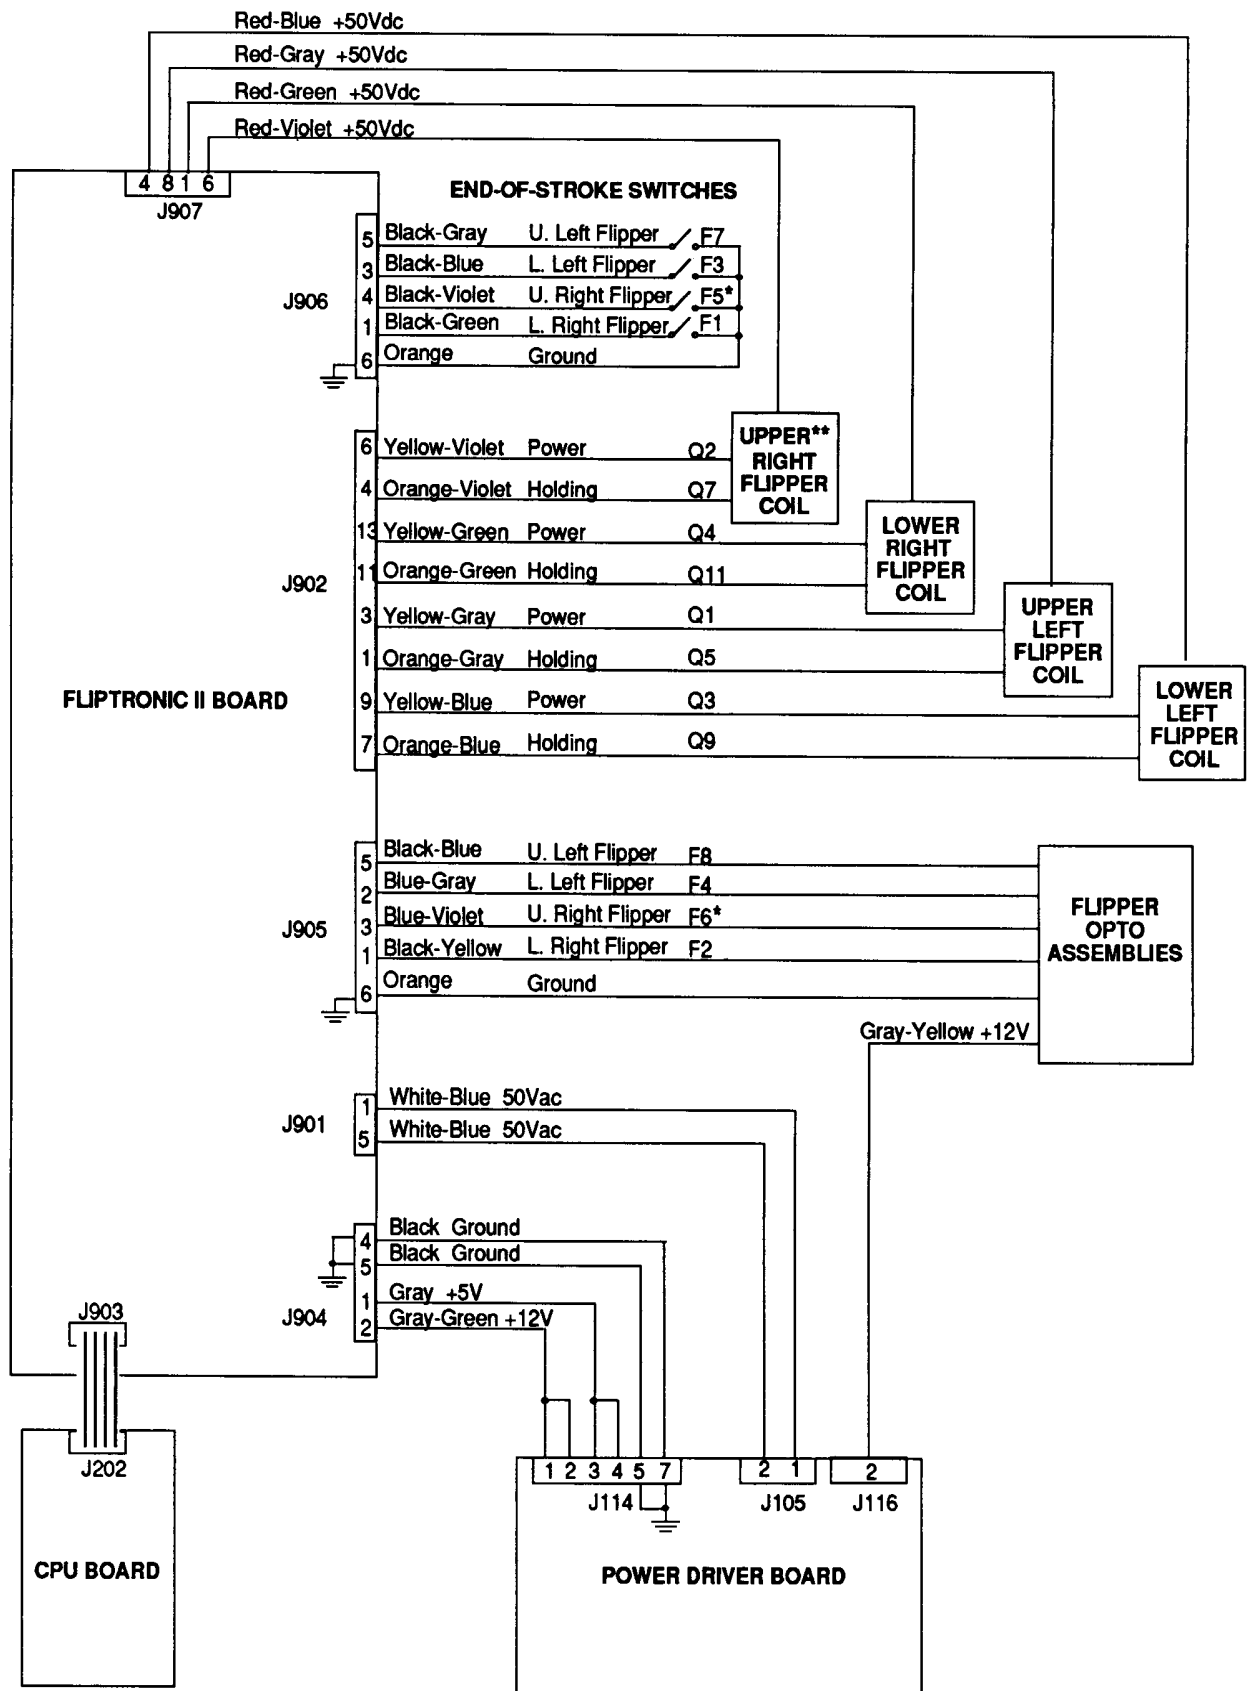 Red-Blue +50Vdc
Red-Gray +50Vdc
Red-Green +50Vdc
Red-Violet +50Vdc
4 8 1 6
J907
END-OF-STROKE SWITCHES
5 Black-Gray U. Left Flipper F7
3 Black-Blue L. Left Flipper F3
J906
4 Black-Violet U. Right Flipper F5*
1 Black-Green L. Right Flipper F1
6 Orange Ground
UPPER**
RIGHT
FLIPPER
COIL
6 Yellow-Violet Power Q2
4 Orange-Violet Holding Q7
LOWER
RIGHT
FLIPPER
COIL
13 Yellow-Green Power Q4
11 Orange-Green Holding Q11
J902
UPPER
LEFT
FLIPPER
COIL
3 Yellow-Gray Power Q1
1 Orange-Gray Holding Q5
LOWER
LEFT
FLIPPER
COIL
9 Yellow-Blue Power Q3
7 Orange-Blue Holding Q9
FLIPTRONIC II BOARD
5 Black-Blue U. Left Flipper F8
2 Blue-Gray L. Left Flipper F4
J905
3 Blue-Violet U. Right Flipper F6*
1 Black-Yellow L. Right Flipper F2
6 Orange Ground
FLIPPER
OPTO
ASSEMBLIES
Gray-Yellow +12V
J901
1 White-Blue 50Vac
5 White-Blue 50Vac
4 Black Ground
5 Black Ground
J904
1 Gray +5V
2 Gray-Green +12V
J903
J202
CPU BOARD
1 2 3 4 5 7
J114
2 1
J105
2
J116
POWER DRIVER BOARD